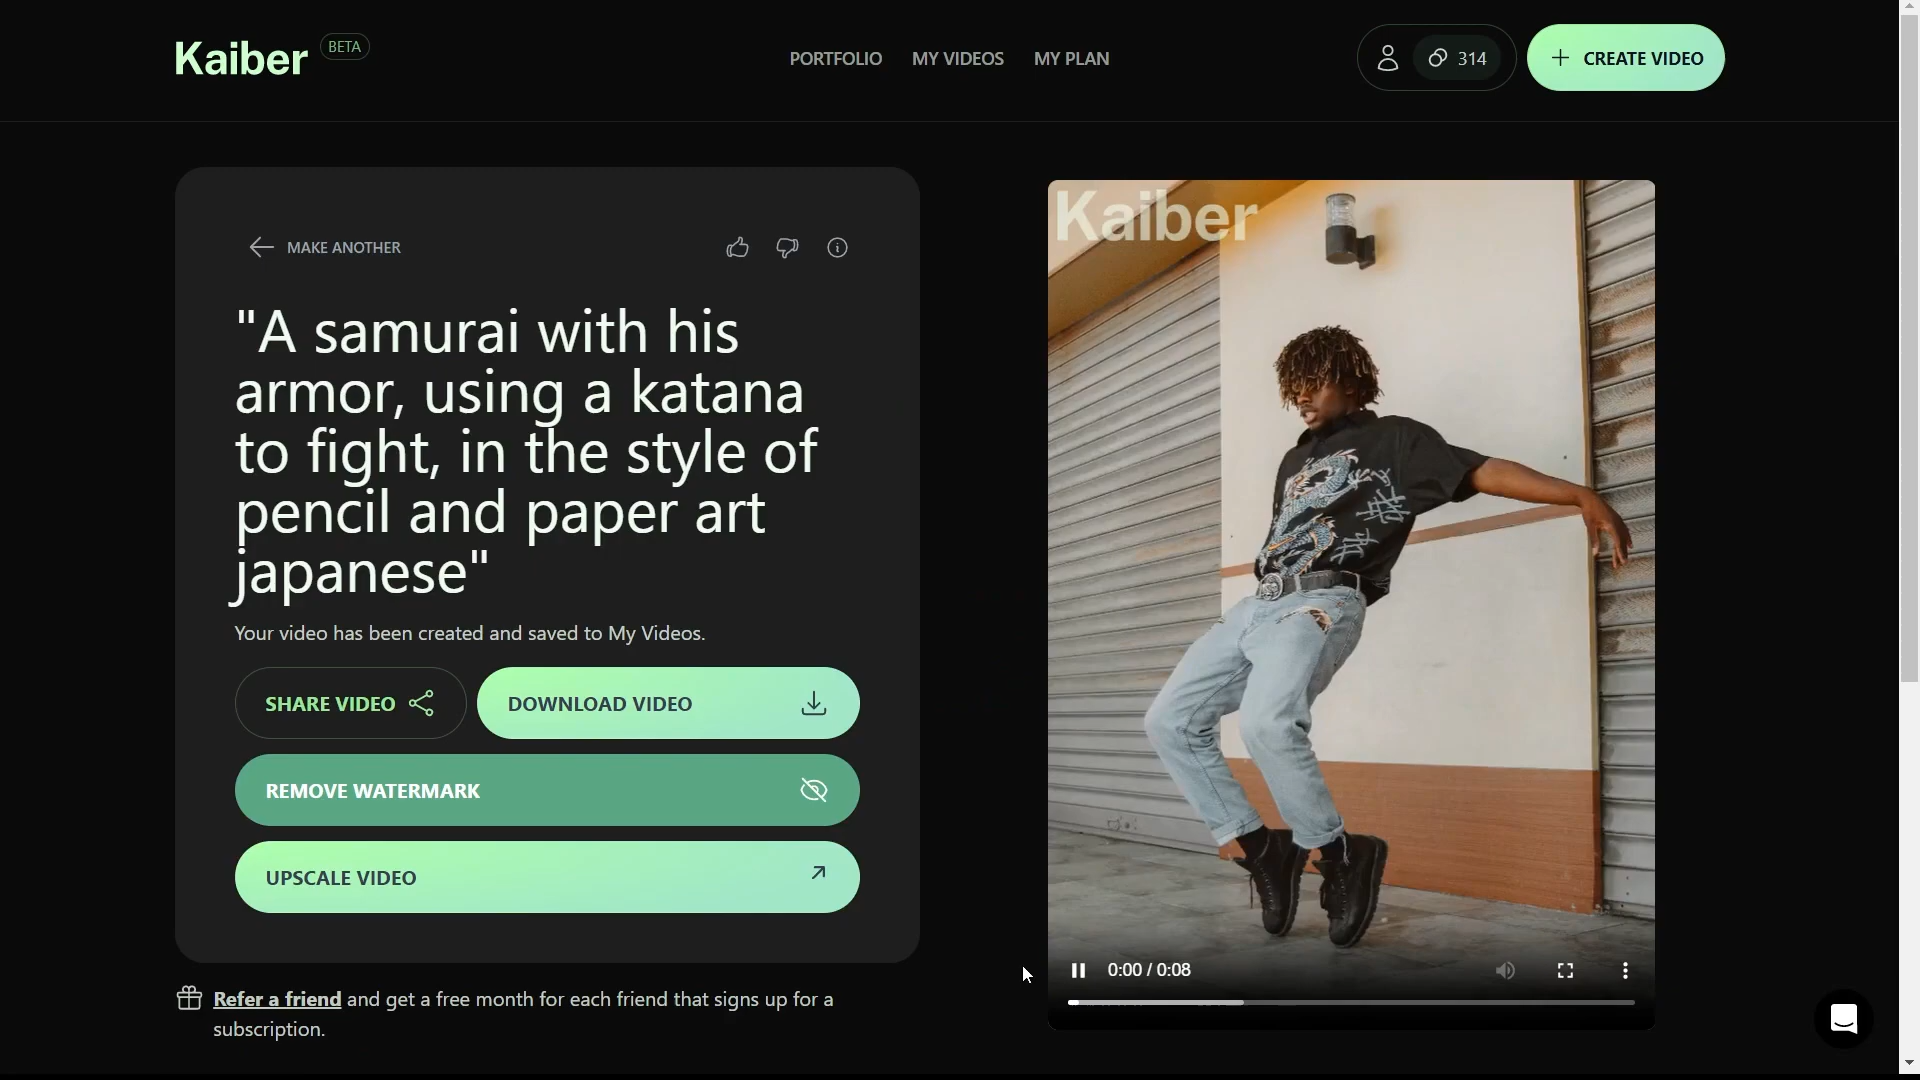 Kaiber BETA
PORTFOLIO MY VIDEOS MY PLAN
314
CREATE VIDEO
MAKE ANOTHER
"A samurai with his
armor, using a katana
to fight, in the style of
pencil and paper art
japanese"
Your video has been created and saved to My Videos.
SHARE VIDEO
DOWNLOAD VIDEO
REMOVE WATERMARK
UPSCALE VIDEO
Refer a friend and get a free month for each friend that signs up for a
subscription.
Kaiber
0:00 / 0:08